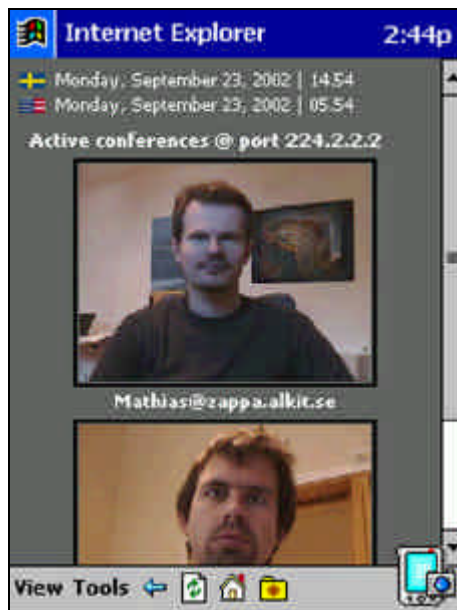 Internet Explorer 2:44p
Monday, September 23, 2002 | 14.54
Monday, September 23, 2002 | 05.54
Active conferences @ port 224.2.2.2
Mathias@zappa.alkit.se
View Tools